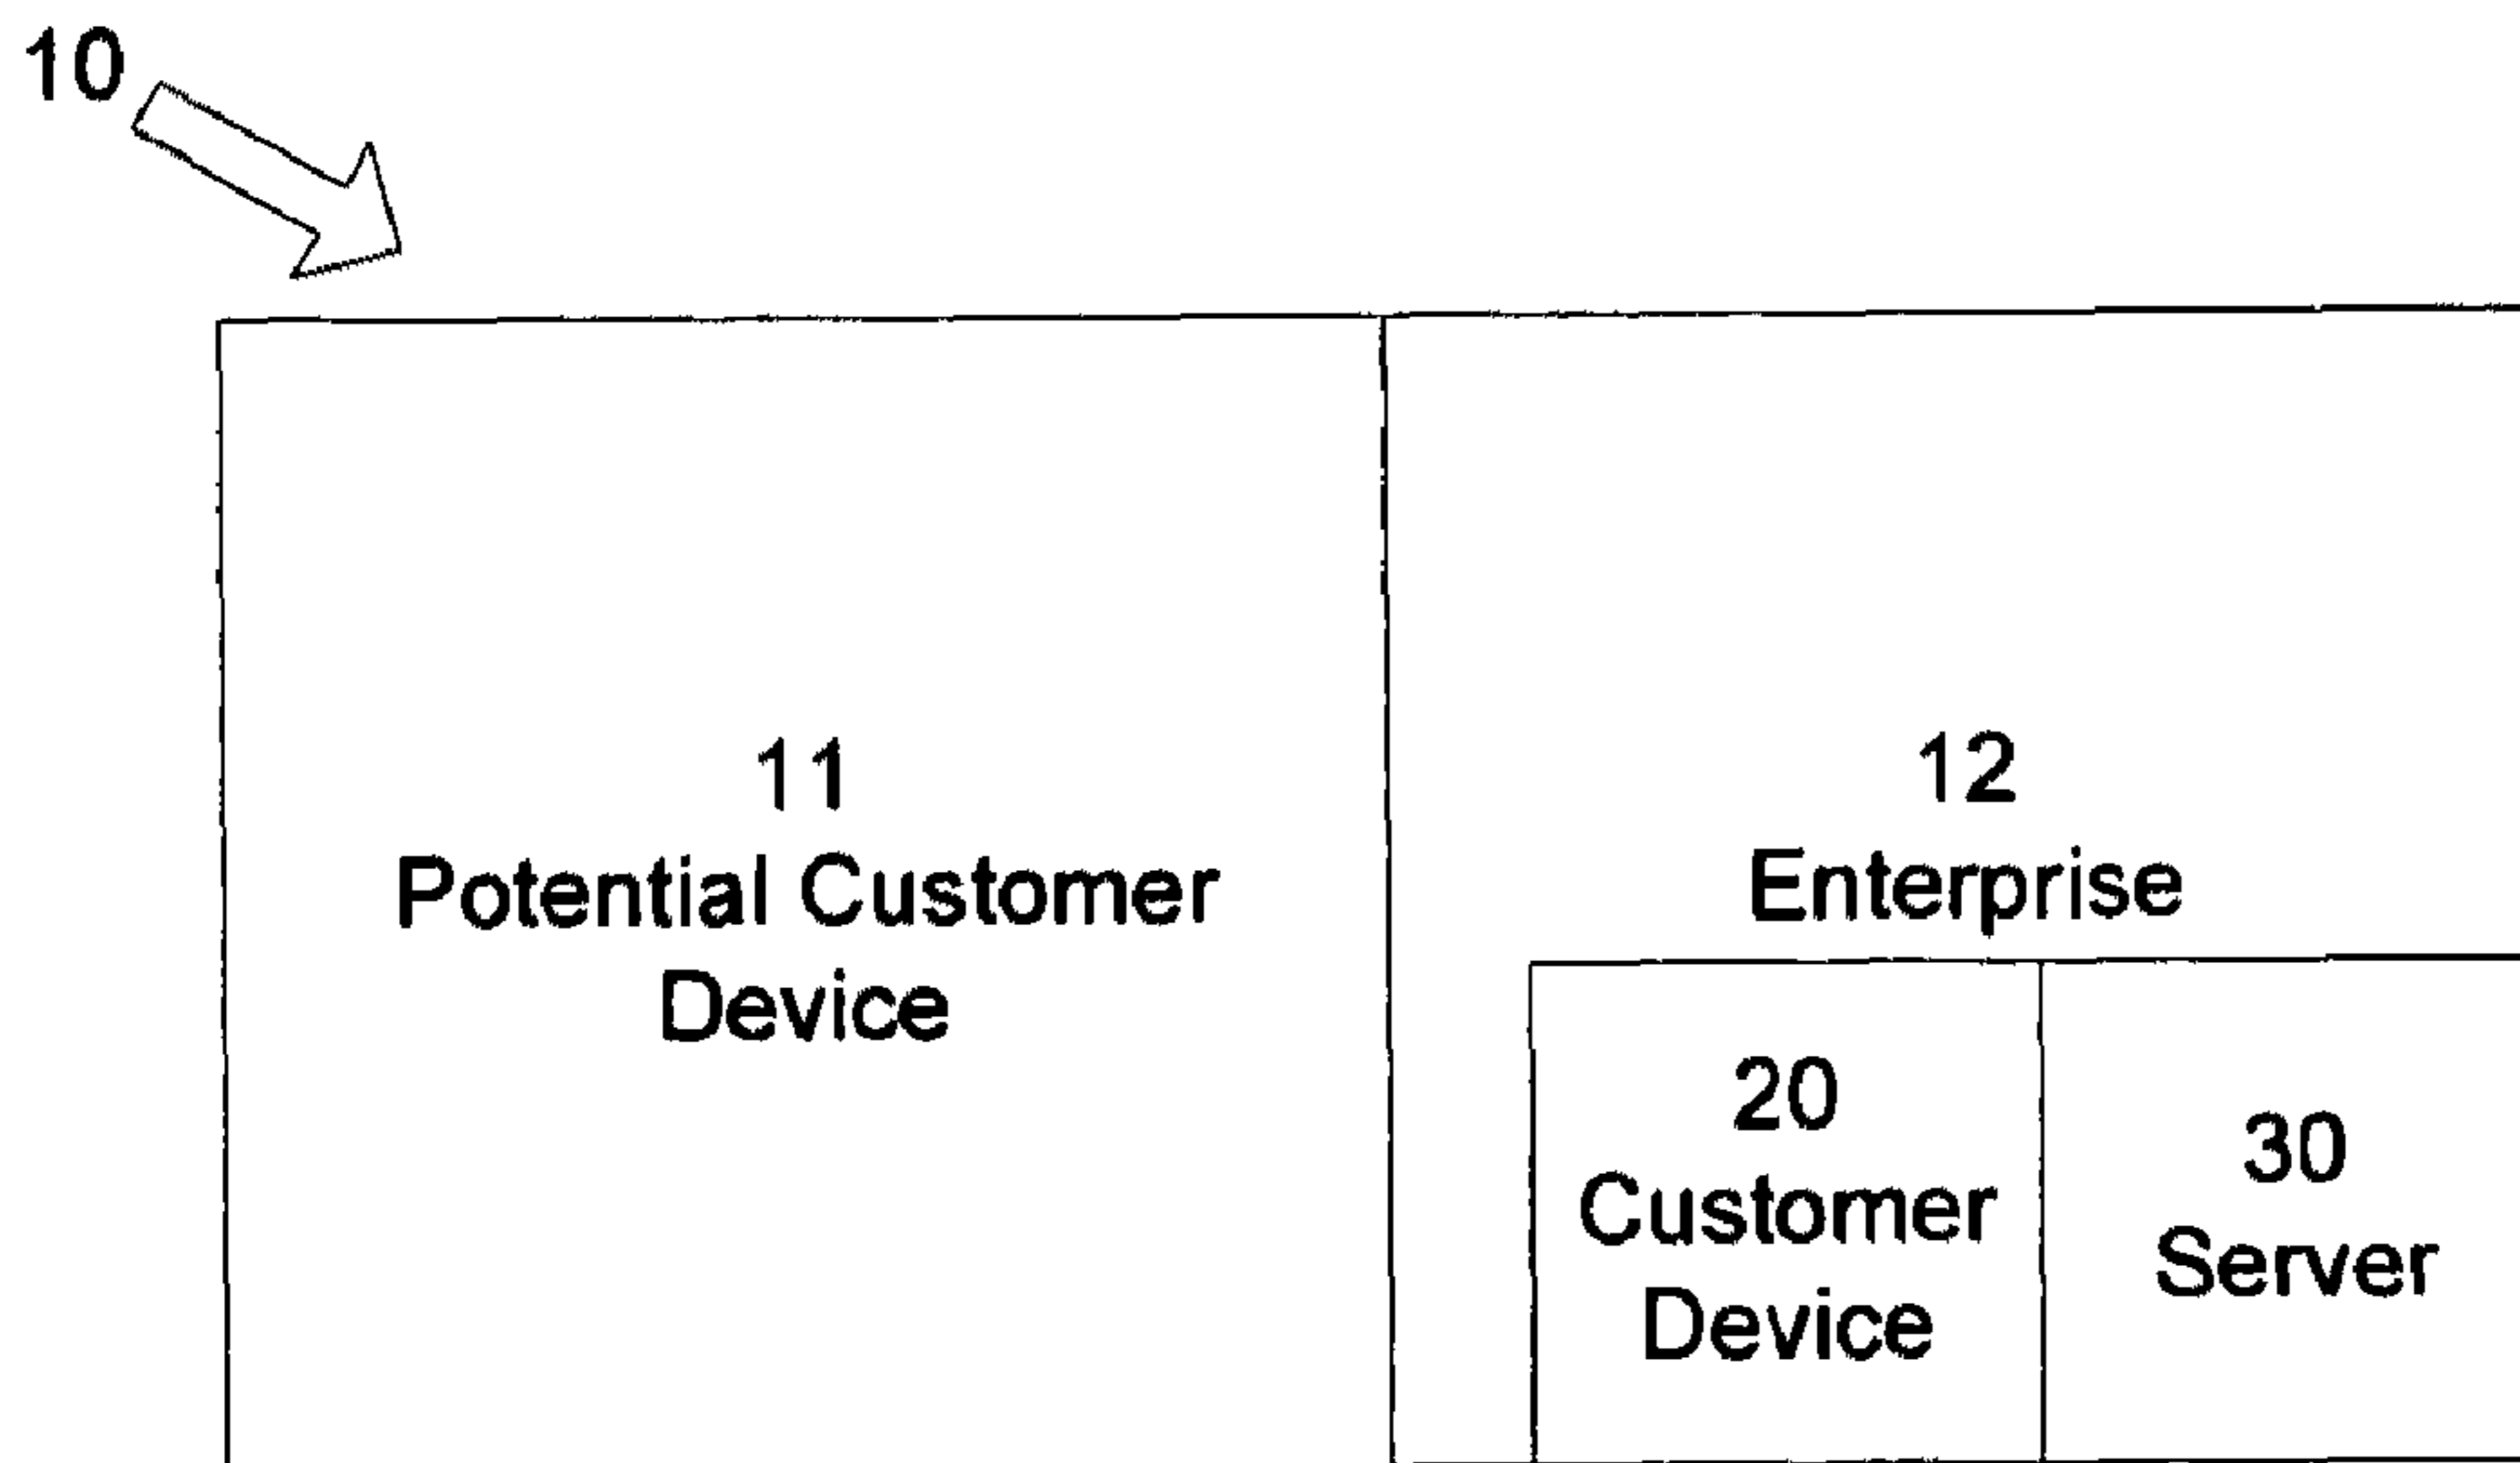 10
11
Potential Customer
Device
12
Enterprise
20
Customer
Device
30
Server